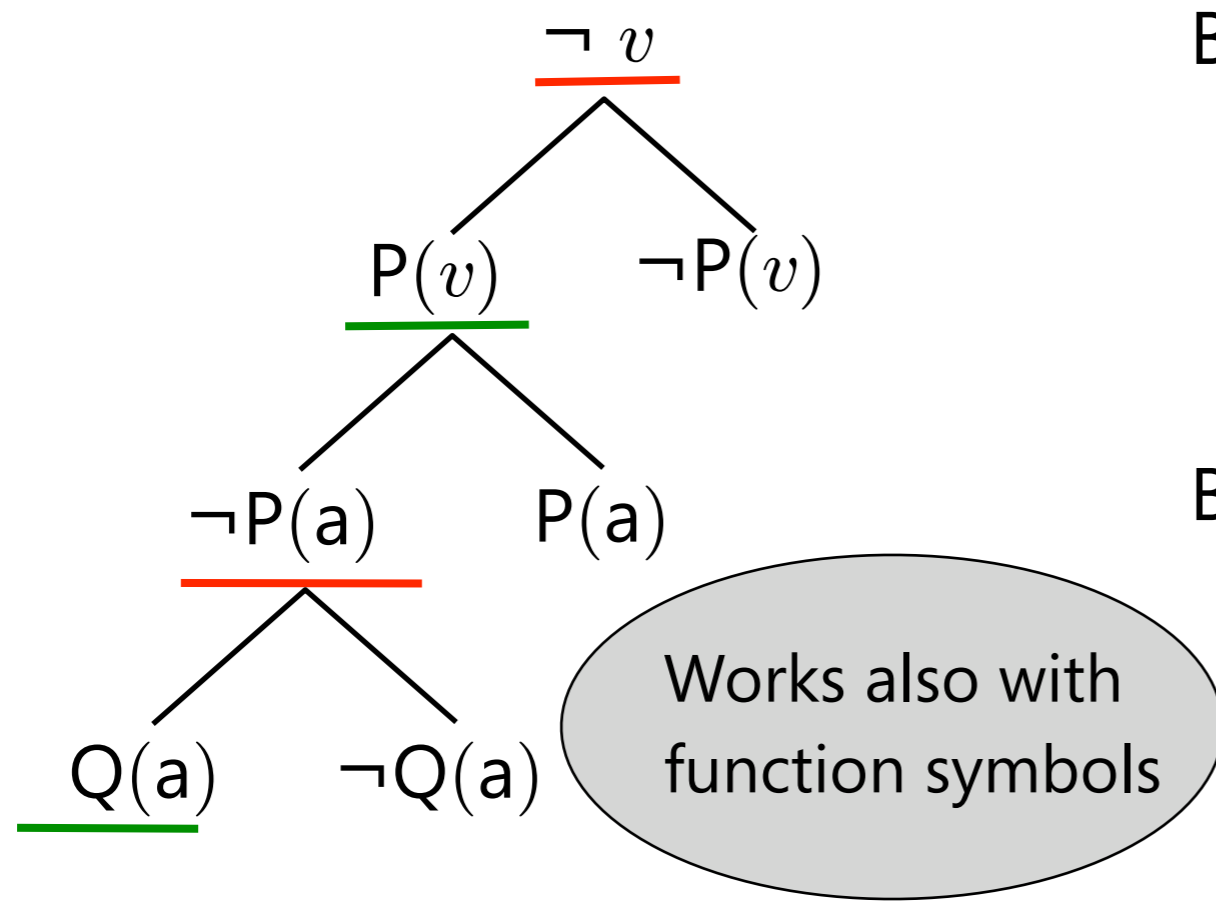 ¬ v
B
P(v) ¬P(v)
¬P(a) P(a)
B
Works also with
function symbols
Q(a) ¬Q(a)